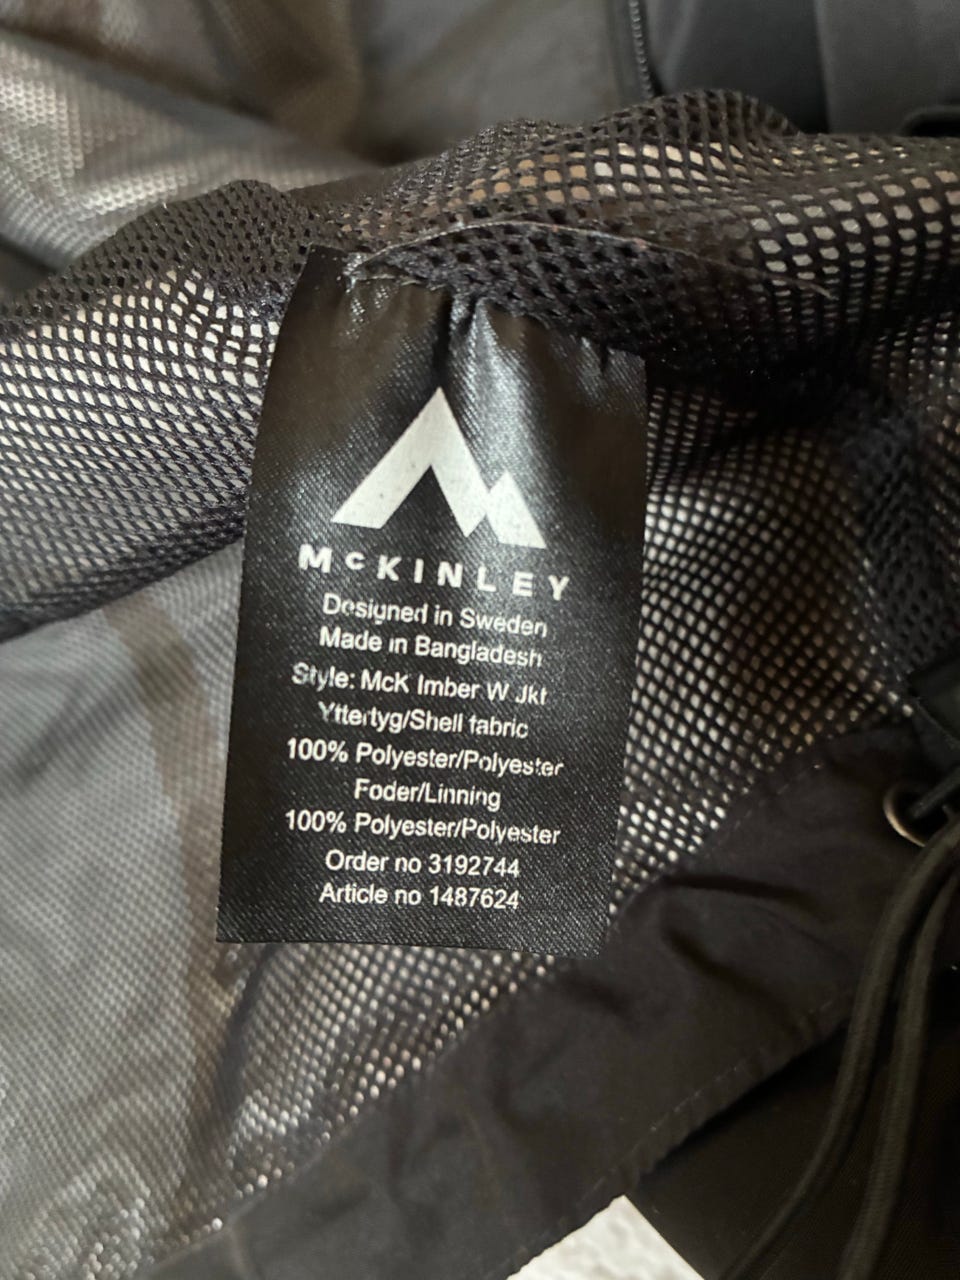 McKINLEY
Designed in Sweden
Made in Bangladesh
Style: McK Imber W Jkt
Yttertyg/Shell fabric
100% Polyester/Polyester
Foder/Linning
100% Polyester/Polyester
Order no 3192744
Article no 1487624